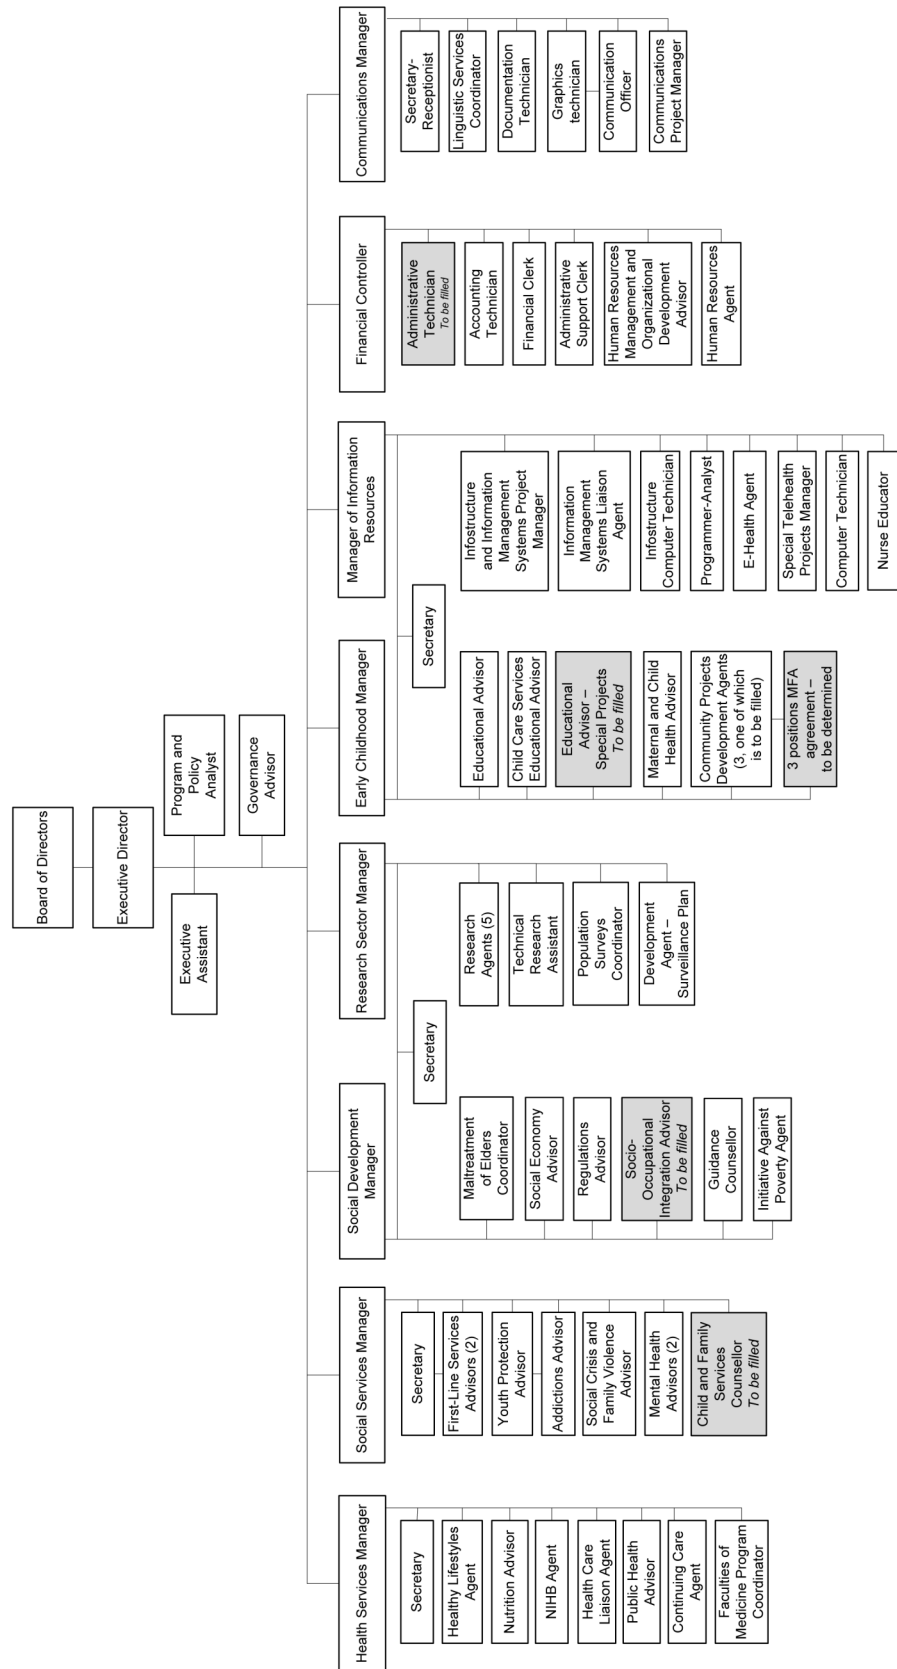 Board of Directors
Executive Director
Executive
Assistant
Program and
Policy
Analyst
Governance
Advisor
Health Services Manager
Secretary
Healthy Lifestyles
Agent
Nutrition Advisor
NIHB Agent
Health Care
Liaison Agent
Public Health
Advisor
Continuing Care
Agent
Faculties of
Medicine Program
Coordinator
Social Services Manager
Secretary
First-Line Services
Advisors (2)
Youth Protection
Advisor
Addictions Advisor
Social Crisis and
Family Violence
Advisor
Mental Health
Advisors (2)
Child and Family
Services
Counsellor
To be filled
Social Development
Manager
Maltreatment
of Elders
Coordinator
Social Economy
Advisor
Regulations
Advisor
Socio-
Occupational
Integration Advisor
To be filled
Guidance
Counsellor
Initiative Against
Poverty Agent
Secretary
Research Sector Manager
Research
Agents (5)
Technical
Research
Assistant
Population
Surveys
Coordinator
Development
Agent –
Surveillance Plan
Early Childhood Manager
Educational Advisor
Child Care Services
Educational Advisor
Educational
Advisor –
Special Projects
To be filled
Maternal and Child
Health Advisor
Community Projects
Development Agents
(3, one of which
is to be filled)
3 positions MFA
agreement –
to be determined
Secretary
Manager of Information
Resources
Infostructure
and Information
Management
Systems Project
Manager
Information
Management
Systems Liaison
Agent
Infostructure
Computer Technician
Programmer-Analyst
E-Health Agent
Special Telehealth
Projects Manager
Computer Technician
Nurse Educator
Financial Controller
Administrative
Technician
To be filled
Accounting
Technician
Financial Clerk
Administrative
Support Clerk
Human Resources
Management and
Organizational
Development
Advisor
Human Resources
Agent
Communications Manager
Secretary-
Receptionist
Linguistic Services
Coordinator
Documentation
Technician
Graphics
technician
Communication
Officer
Communications
Project Manager